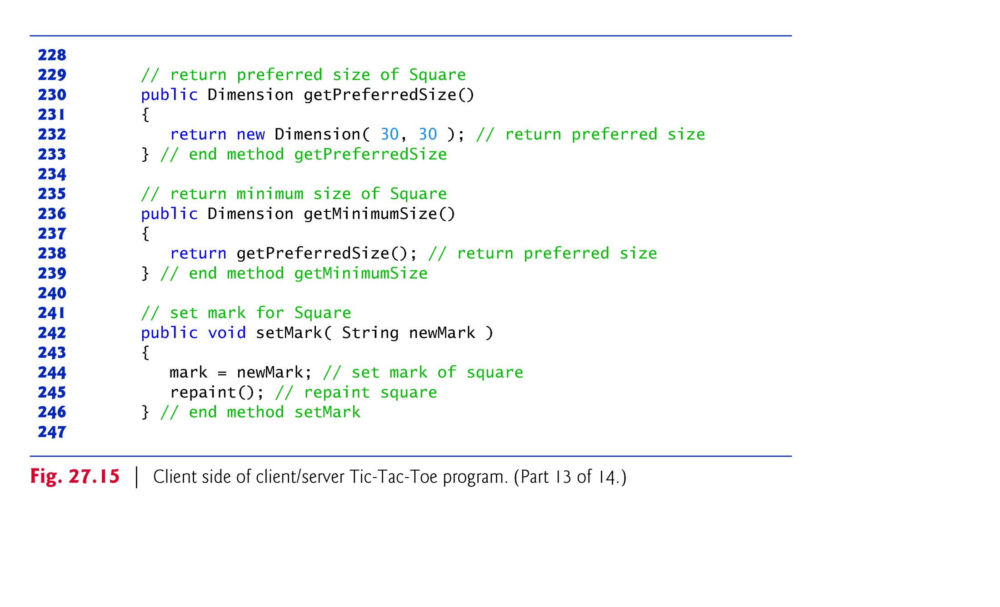 228
229 // return preferred size of Square
230 public Dimension getPreferredSize()
231 {
232 return new Dimension( 30, 30 ); // return preferred size
233 } // end method getPreferredSize
234
235 // return minimum size of Square
236 public Dimension getMinimumSize()
237 {
238 return getPreferredSize(); // return preferred size
239 } // end method getMinimumSize
240
241 // set mark for Square
242 public void setMark( String newMark )
243 {
244 mark = newMark; // set mark of square
245 repaint(); // repaint square
246 } // end method setMark
247
Fig. 27.15 | Client side of client/server Tic-Tac-Toe program. (Part 13 of 14.)